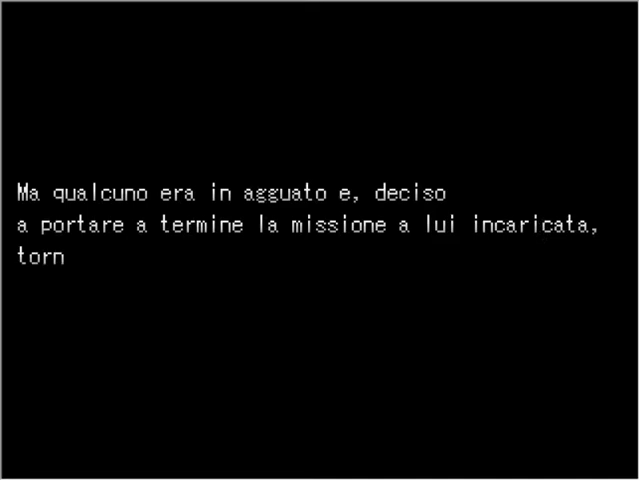 Ma qualcuno era in agguato e, deciso
a portare a termine la missione a lui incaricata,
torn